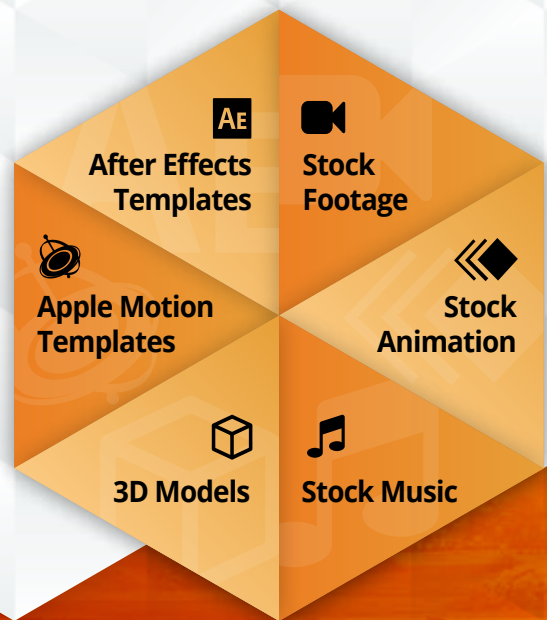 AE
After Effects
Templates
Stock
Footage
Apple Motion
Templates
Stock
Animation
3D Models
Stock Music